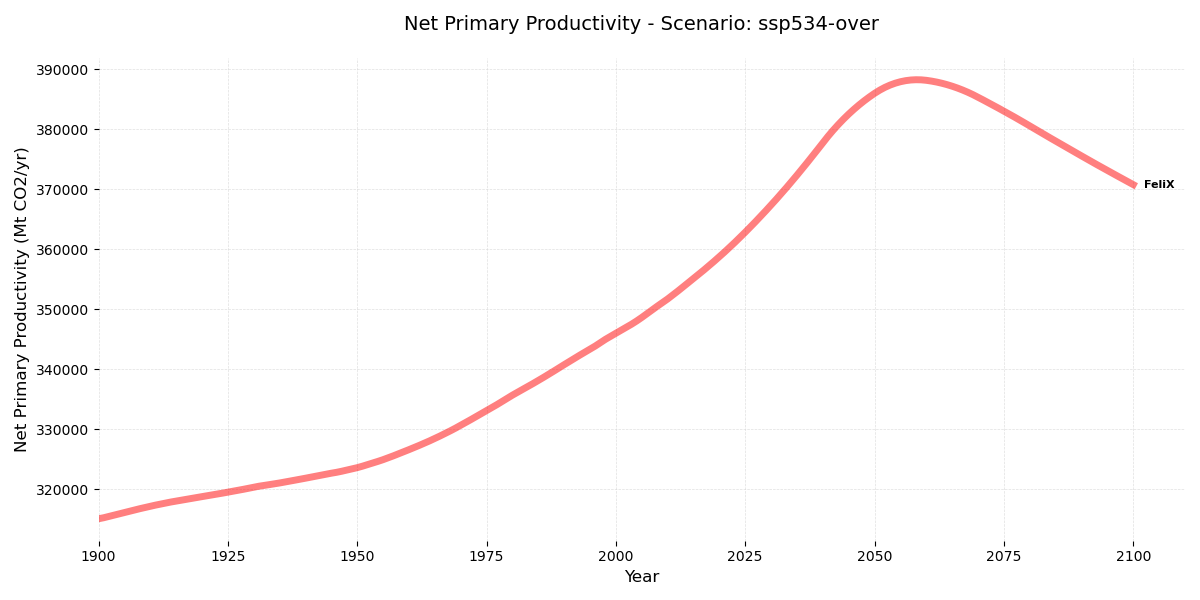 Net Primary Productivity - Scenario: ssp534-over
Net Primary Productivity (Mt CO2/yr)
390000
380000
370000
360000
350000
340000
330000
320000
FeliX
1900 1925 1950 1975 2000 2025 2050 2075 2100
Year